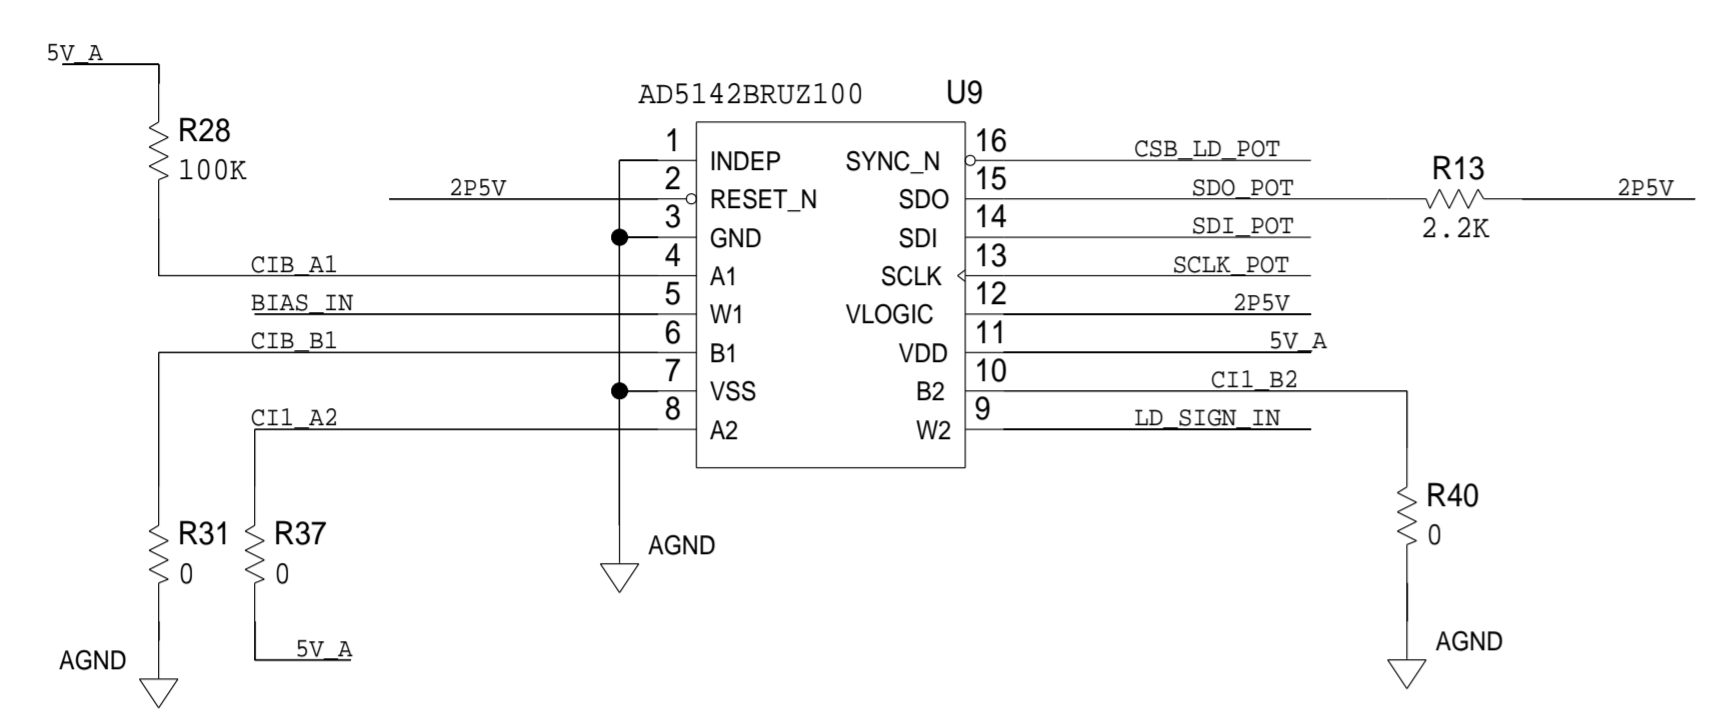 5V_A
R28
100K
AD5142BRUZ100
U9
1
INDEP
SYNC_N
16
CSB_LD_POT
2P5V
2
RESET_N
SDO
15
SDO_POT
R13
2.2K
2P5V
3
GND
SDI
14
SDI_POT
CIB_A1
4
A1
SCLK
13
SCLK_POT
BIAS_IN
5
W1
VLOGIC
12
2P5V
CIB_B1
6
B1
VDD
11
5V_A
7
VSS
B2
10
CI1_B2
CI1_A2
8
A2
W2
9
LD_SIGN_IN
R31
0
R37
0
AGND
R40
0
AGND
5V_A
AGND